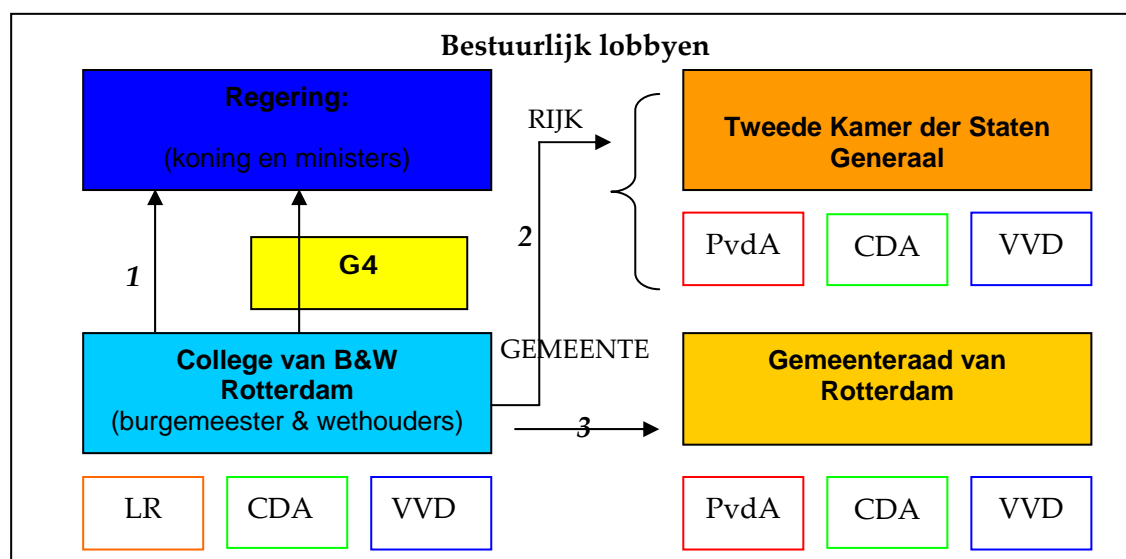 Bestuurlijk lobbyen
Regering:
(koning en ministers)
RIJK
Tweede Kamer der Staten
Generaal
1
G4
2
PvdA
CDA
VVD
College van B&W
Rotterdam
(burgemeester & wethouders)
GEMEENTE
3
Gemeenteraad van
Rotterdam
LR
CDA
VVD
PvdA
CDA
VVD